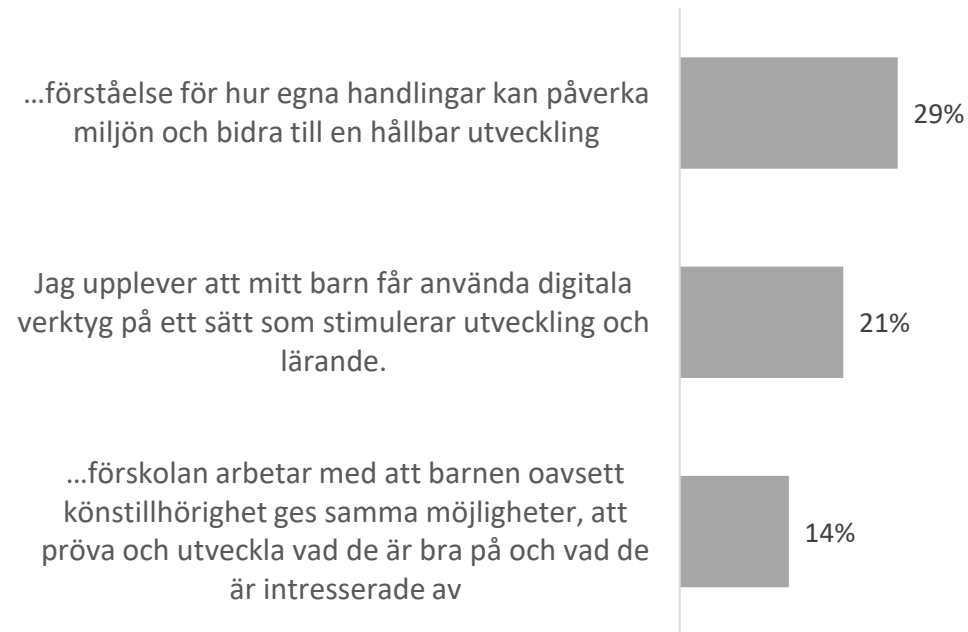 ...förståelse för hur egna handlingar kan påverka
miljön och bidra till en hållbar utveckling
29%
Jag upplever att mitt barn får använda digitala
verktyg på ett sätt som stimulerar utveckling och
lärande.
21%
...förskolan arbetar med att barnen oavsett
könstillhörighet ges samma möjligheter, att
pröva och utveckla vad de är bra på och vad de
är intresserade av
14%